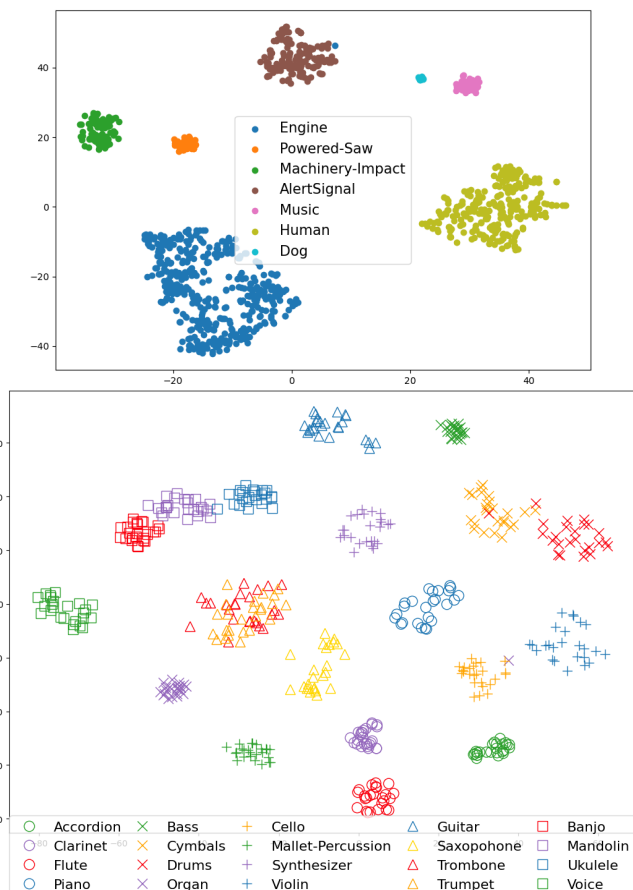 40
20
0
−20
−40
Engine
Powered-Saw
Machinery-Impact
AlertSignal
Music
Human
Dog
−20 0 20 40
Accordion Bass Cello Guitar Banjo
Clarinet Cymbals Mallet-Percussion Saxopohone Mandolin
Flute Drums Synthesizer Trombone Ukulele
Piano Organ Violin Trumpet Voice